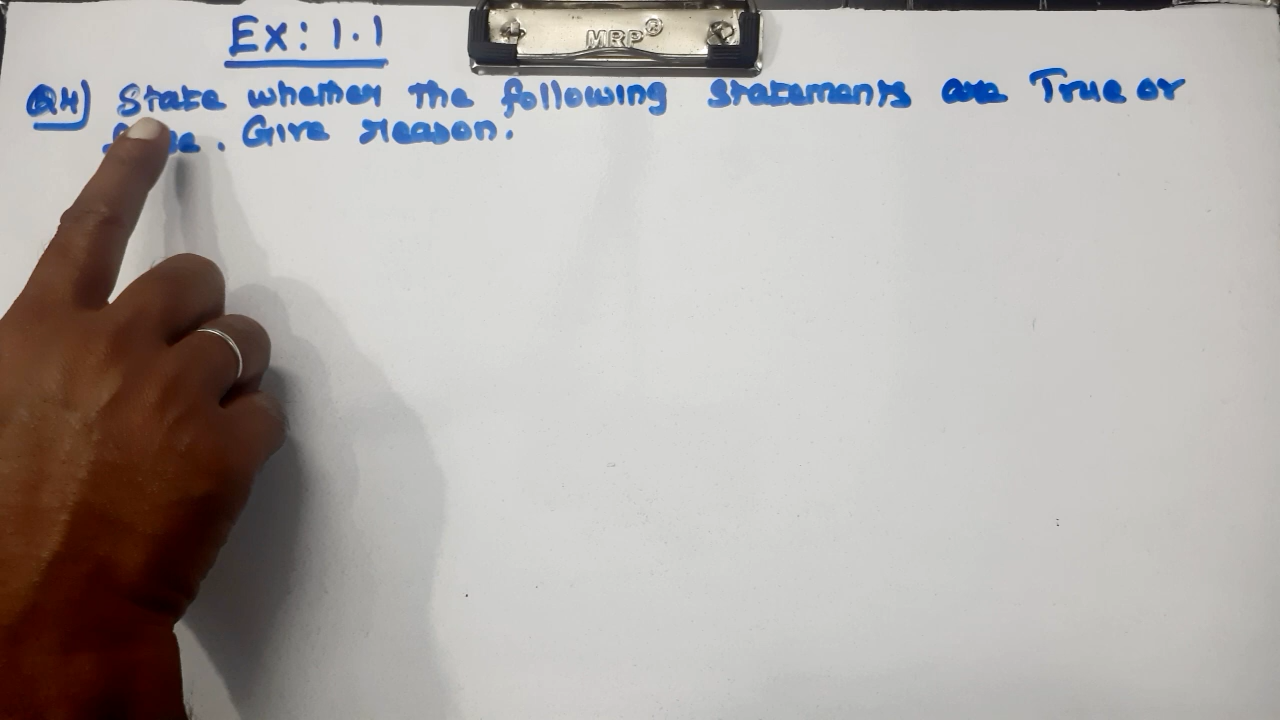 MRP®
Ex: 1.1
Q4) State whether the following statements are True or
. Give reason.